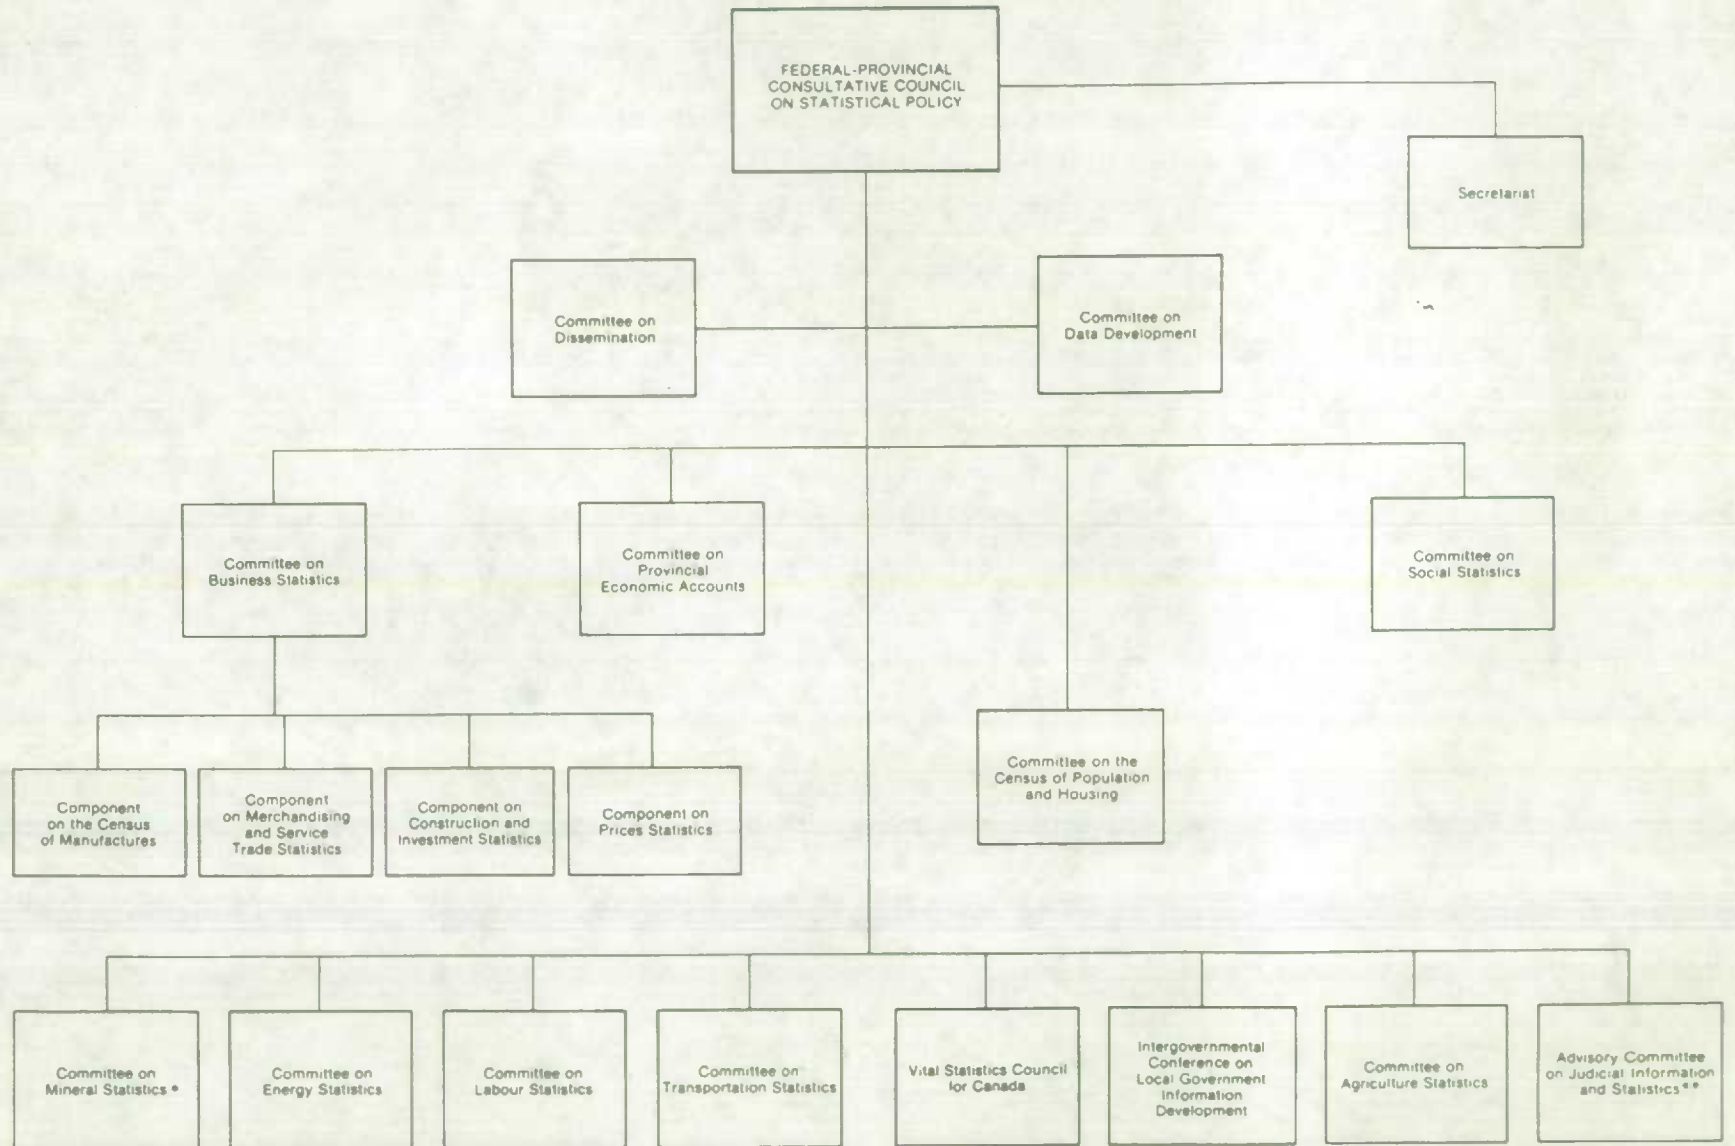 FEDERAL-PROVINCIAL
CONSULTATIVE COUNCIL
ON STATISTICAL POLICY
Secretariat
Committee on
Dissemination
Committee on
Data Development
Committee on
Business Statistics
Committee on
Provincial
Economic Accounts
Committee on
Social Statistics
Component
on the Census
of Manufactures
Component
on Merchandising
and Service
Trade Statistics
Component on
Construction and
Investment Statistics
Component on
Prices Statistics
Committee on the
Census of Population
and Housing
Committee on
Mineral Statistics *
Committee on
Energy Statistics
Committee on
Labour Statistics
Committee on
Transportation Statistics
Vital Statistics Council
for Canada
Intergovernmental
Conference on
Local Government
Information
Development
Committee on
Agriculture Statistics
Advisory Committee
on Judicial Information
and Statistics **